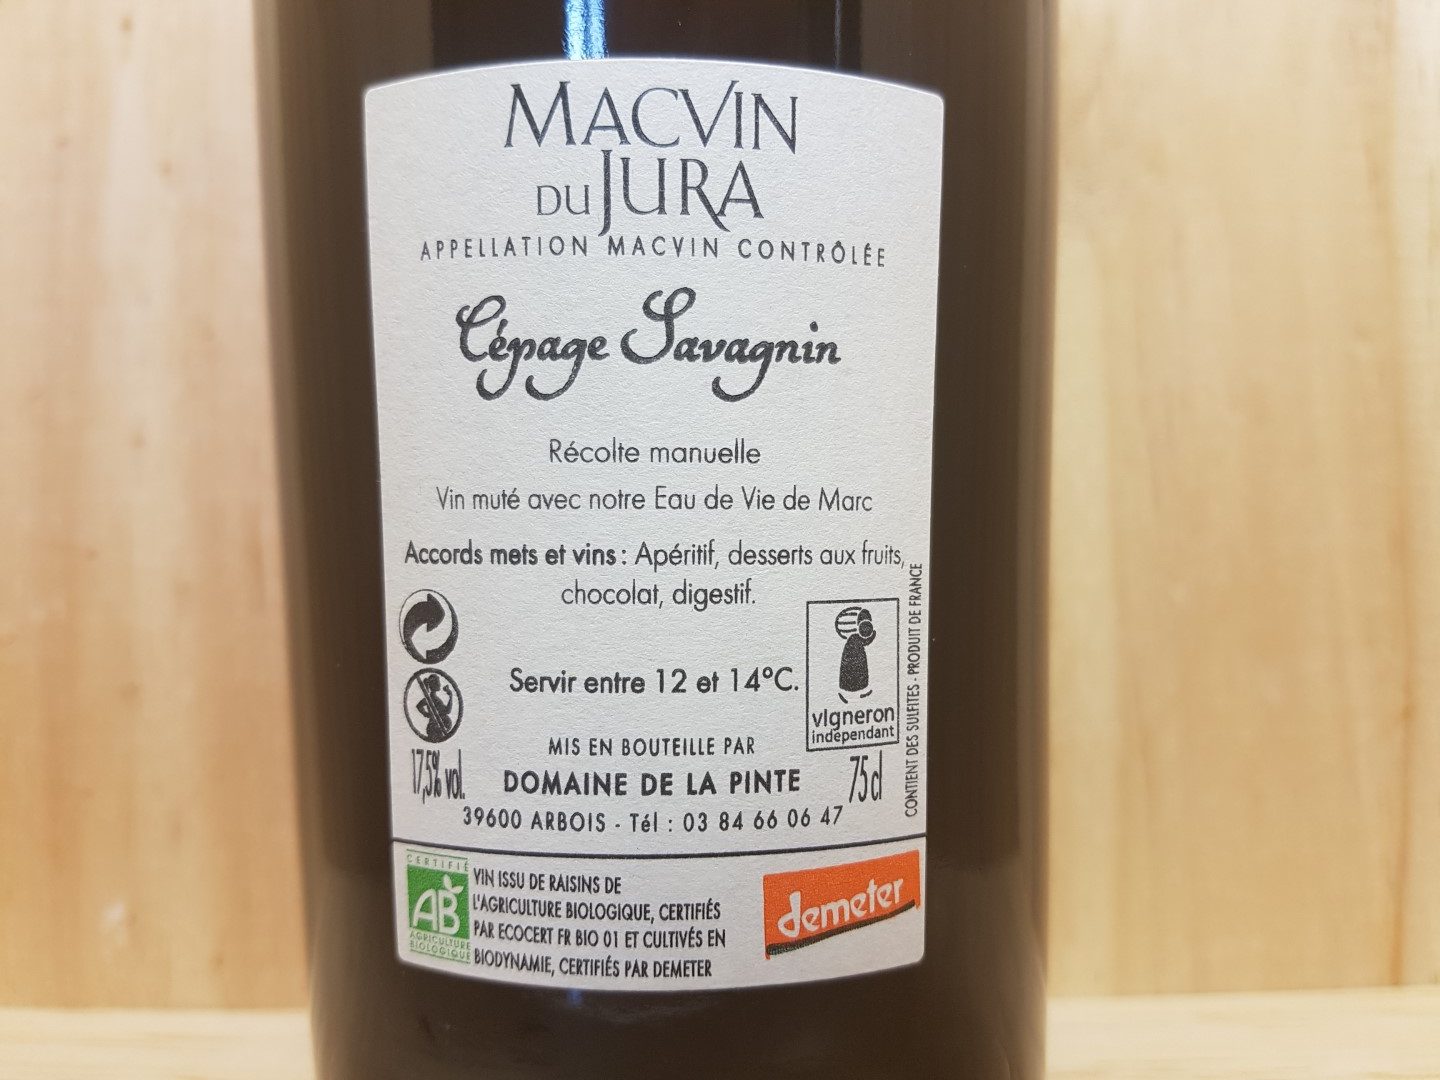 MACVIN
DU JURA
APPELLATION MACVIN CONTRÔLÉE
Cépage Savagnin
Récolte manuelle
Vin muté avec notre Eau de Vie de Marc
Accords mets et vins : Apéritif, desserts aux fruits,
chocolat, digestif.
Servir entre 12 et 14°C.
vigneron
indépendant
CONTIENT DES SULFITES - PRODUIT DE FRANCE
MIS EN BOUTEILLE PAR
17,5% vol.
DOMAINE DE LA PINTE
75cl
39600 ARBOIS - Tél : 03 84 66 06 47
CERTIFIÉ
AB
AGRICULTURE
BIOLOGIQUE
VIN ISSU DE RAISINS DE
L'AGRICULTURE BIOLOGIQUE, CERTIFIÉS
PAR ECOCERT FR BIO 01 ET CULTIVÉS EN
BIODYNAMIE, CERTIFIÉS PAR DEMETER
demeter